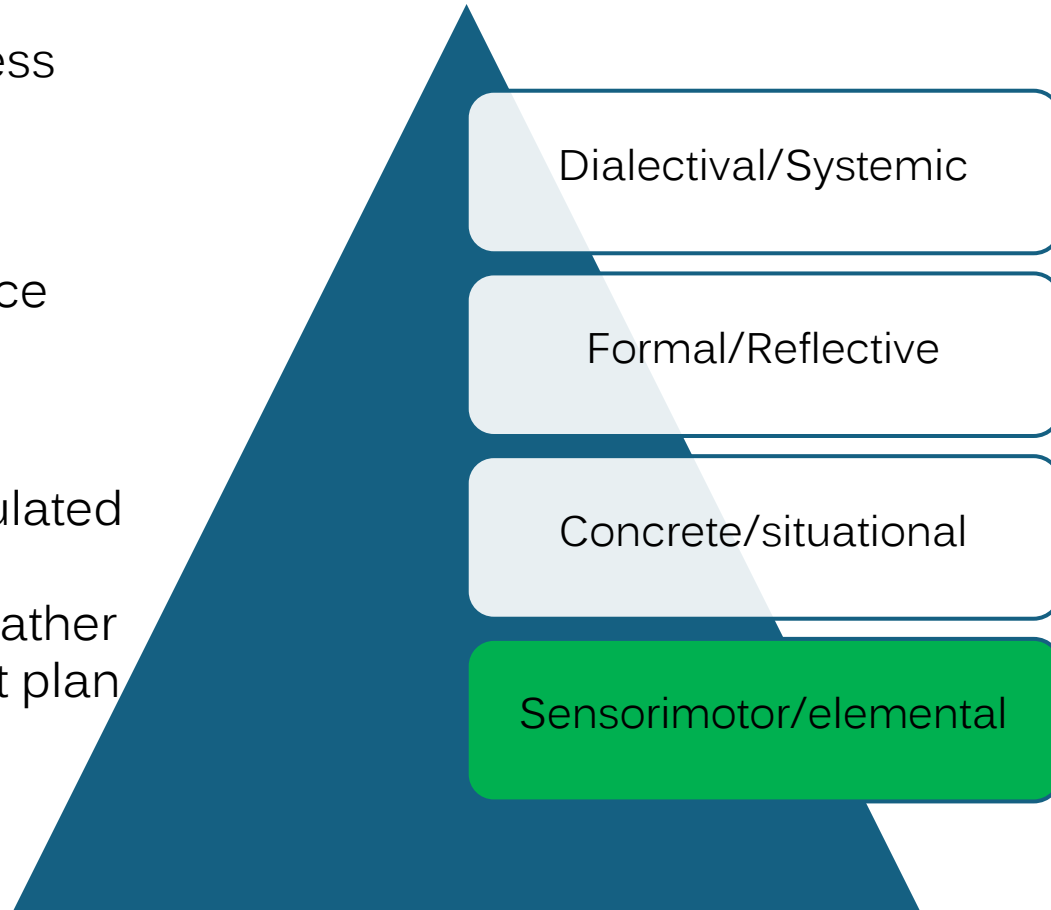 ess
Dialectival/Systemic
ce
Formal/Reflective
ulated
Concrete/situational
ather
t plan
Sensorimotor/elemental